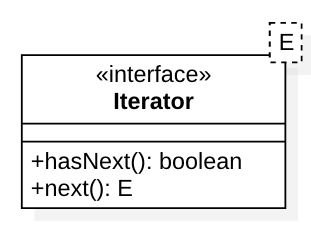 E
«interface»
Iterator
+hasNext(): boolean
+next(): E